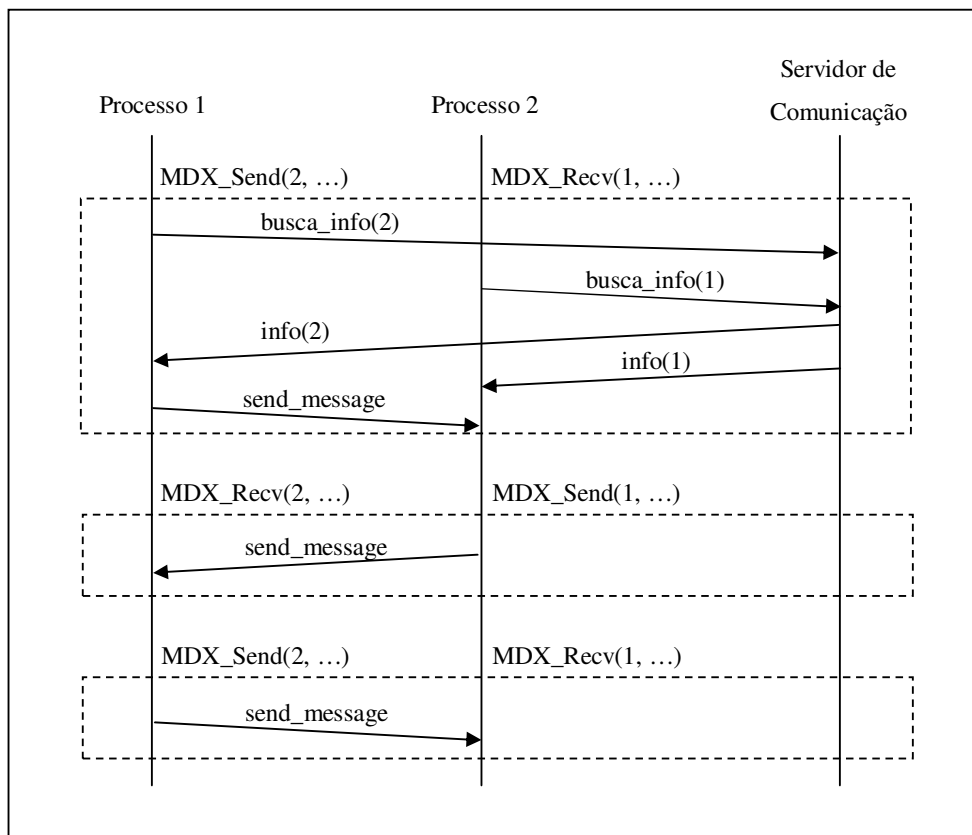 Servidor de
Comunicação
Processo 1
Processo 2
MDX_Send(2, …)
MDX_Recv(1, …)
busca_info(2)
busca_info(1)
info(2)
info(1)
send_message
MDX_Recv(2, …)
MDX_Send(1, …)
send_message
MDX_Send(2, …)
MDX_Recv(1, …)
send_message